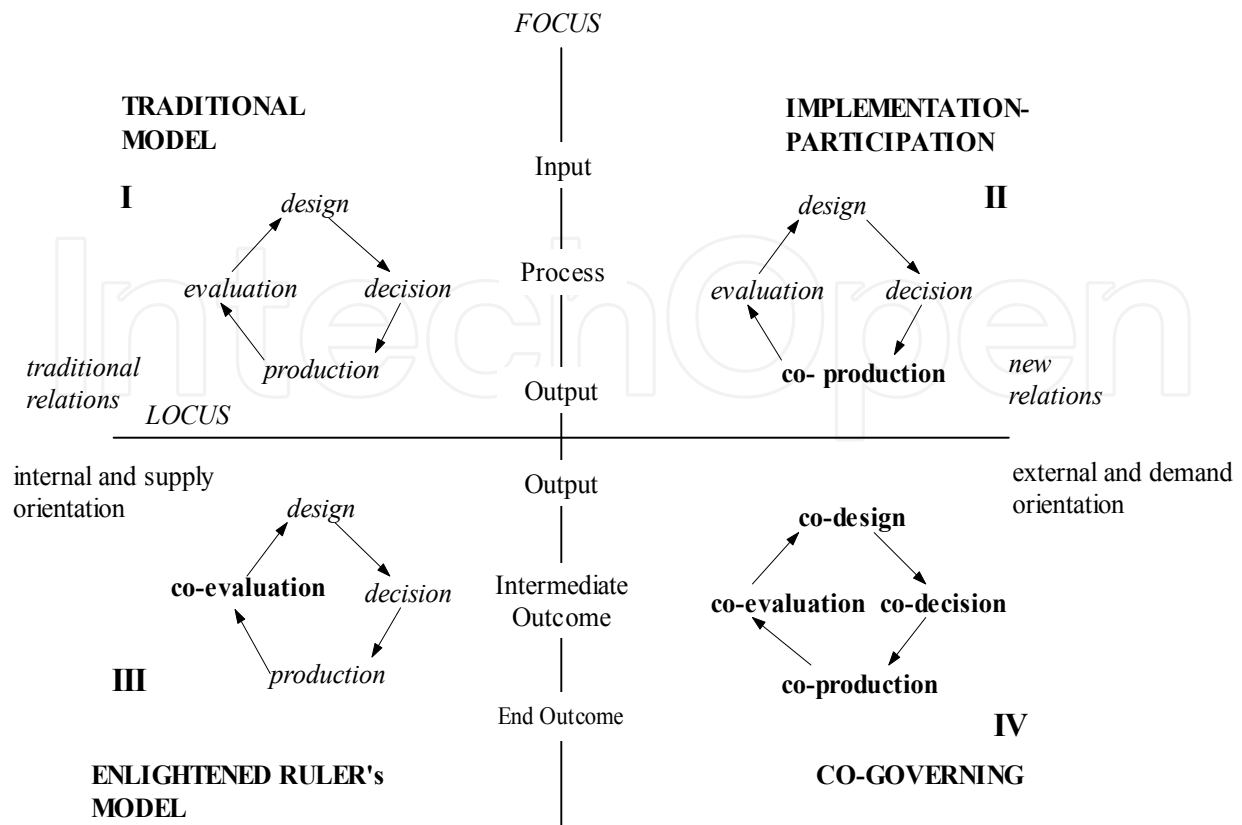 FOCUS
TRADITIONAL
MODEL
IMPLEMENTATION-
PARTICIPATION
Input
I
II
design
design
Process
evaluation
decision
evaluation
decision
traditional
relations
production
co- production
new
relations
Output
LOCUS
internal and supply
orientation
Output
external and demand
orientation
design
co-design
co-evaluation
decision
Intermediate
Outcome
co-evaluation
co-decision
production
co-production
III
End Outcome
IV
ENLIGHTENED RULER's
MODEL
CO-GOVERNING
IntechOpen